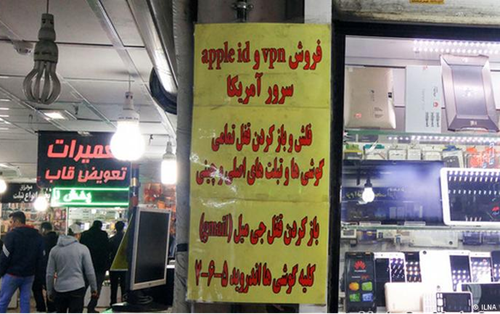 فروش vpn و apple id
سرور آمریکا
فلش و باز کردن قفل تمامی
گوشی ها و تبلت های اصلی و چینی
باز کردن قفل جی میل (gmail)
کلیه گوشی ها اندروید ۵-۶-۷
تعمیرات
تعویض قاب
© ILNA